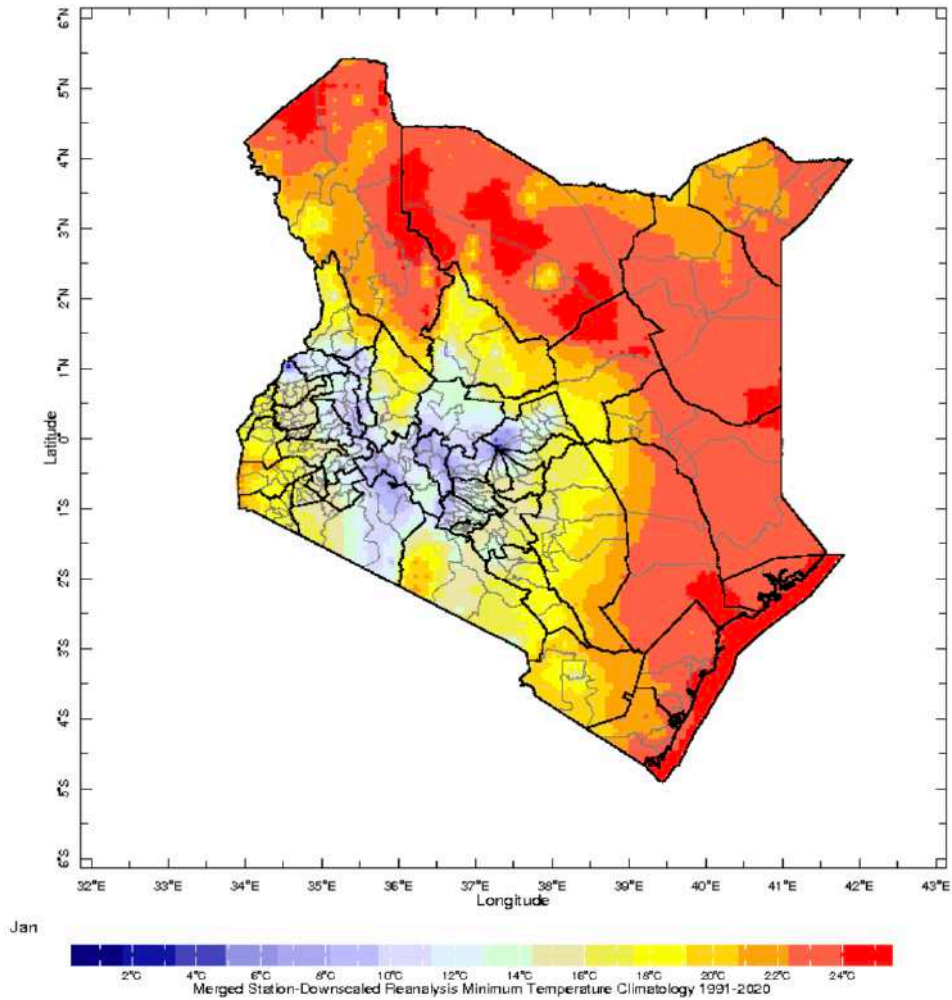 6°N
5°N
4°N
3°N
2°N
1°N
0°
1°S
2°S
3°S
4°S
5°S
6°S
Latitude
32°E 33°E 34°E 35°E 36°E 37°E 38°E 39°E 40°E 41°E 42°E 43°E
Longitude
Jan
2°C 4°C 6°C 8°C 10°C 12°C 14°C 16°C 18°C 20°C 22°C 24°C
Merged Station-Downscaled Reanalysis Minimum Temperature Climatology 1991-2020